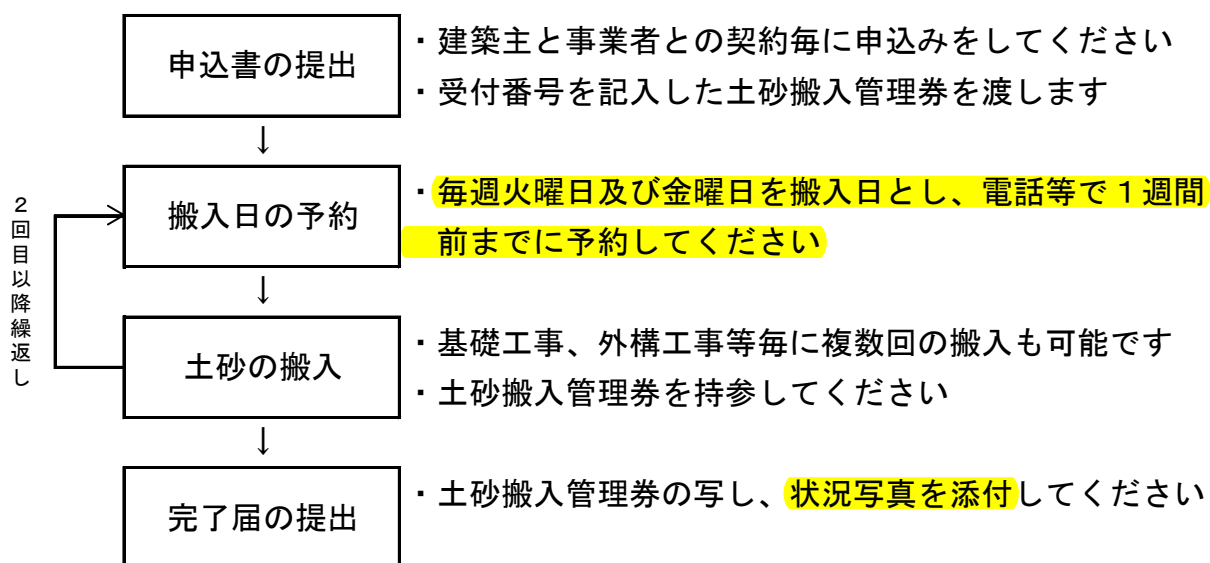 申込書の提出
・建築主と事業者との契約毎に申込みをしてください
・受付番号を記入した土砂搬入管理券を渡します
↓
搬入日の予約
・毎週火曜日及び金曜日を搬入日とし、電話等で1週間
前までに予約してください
2回目以降繰返し
↓
土砂の搬入
・基礎工事、外構工事等毎に複数回の搬入も可能です
・土砂搬入管理券を持参してください
↓
完了届の提出
・土砂搬入管理券の写し、状況写真を添付してください